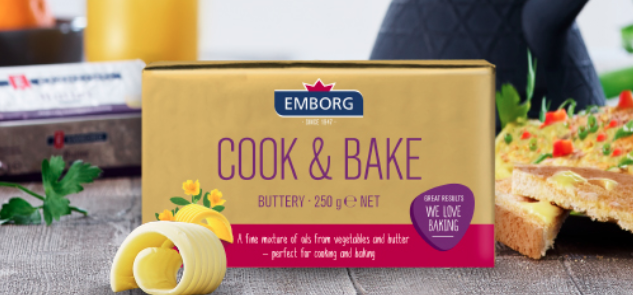 EMBORG
SINCE 1947
COOK & BAKE
BUTTERY · 250 g ℮ NET
GREAT RESULTS
WE LOVE
BAKING
A fine mixture of oils from vegetables and butter
– perfect for cooking and baking